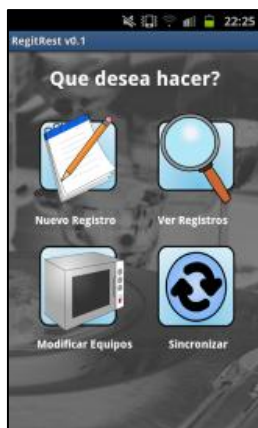 22:25
RegitRest v0.1
Que desea hacer?
Nuevo Registro
Ver Registros
Modificar Equipos
Sincronizar